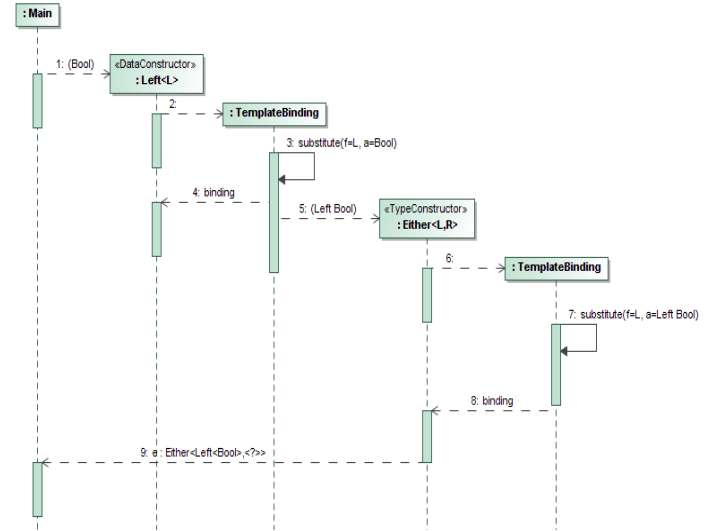 : Main
1: (Bool)
«DataConstructor»
: Left<L>
2:
: TemplateBinding
3: substitute(f=L, a=Bool)
4: binding
5: (Left Bool)
«TypeConstructor»
: Either<L,R>
6:
: TemplateBinding
7: substitute(f=L, a=Left Bool)
8: binding
9: e : Either<Left<Bool>,<?>>